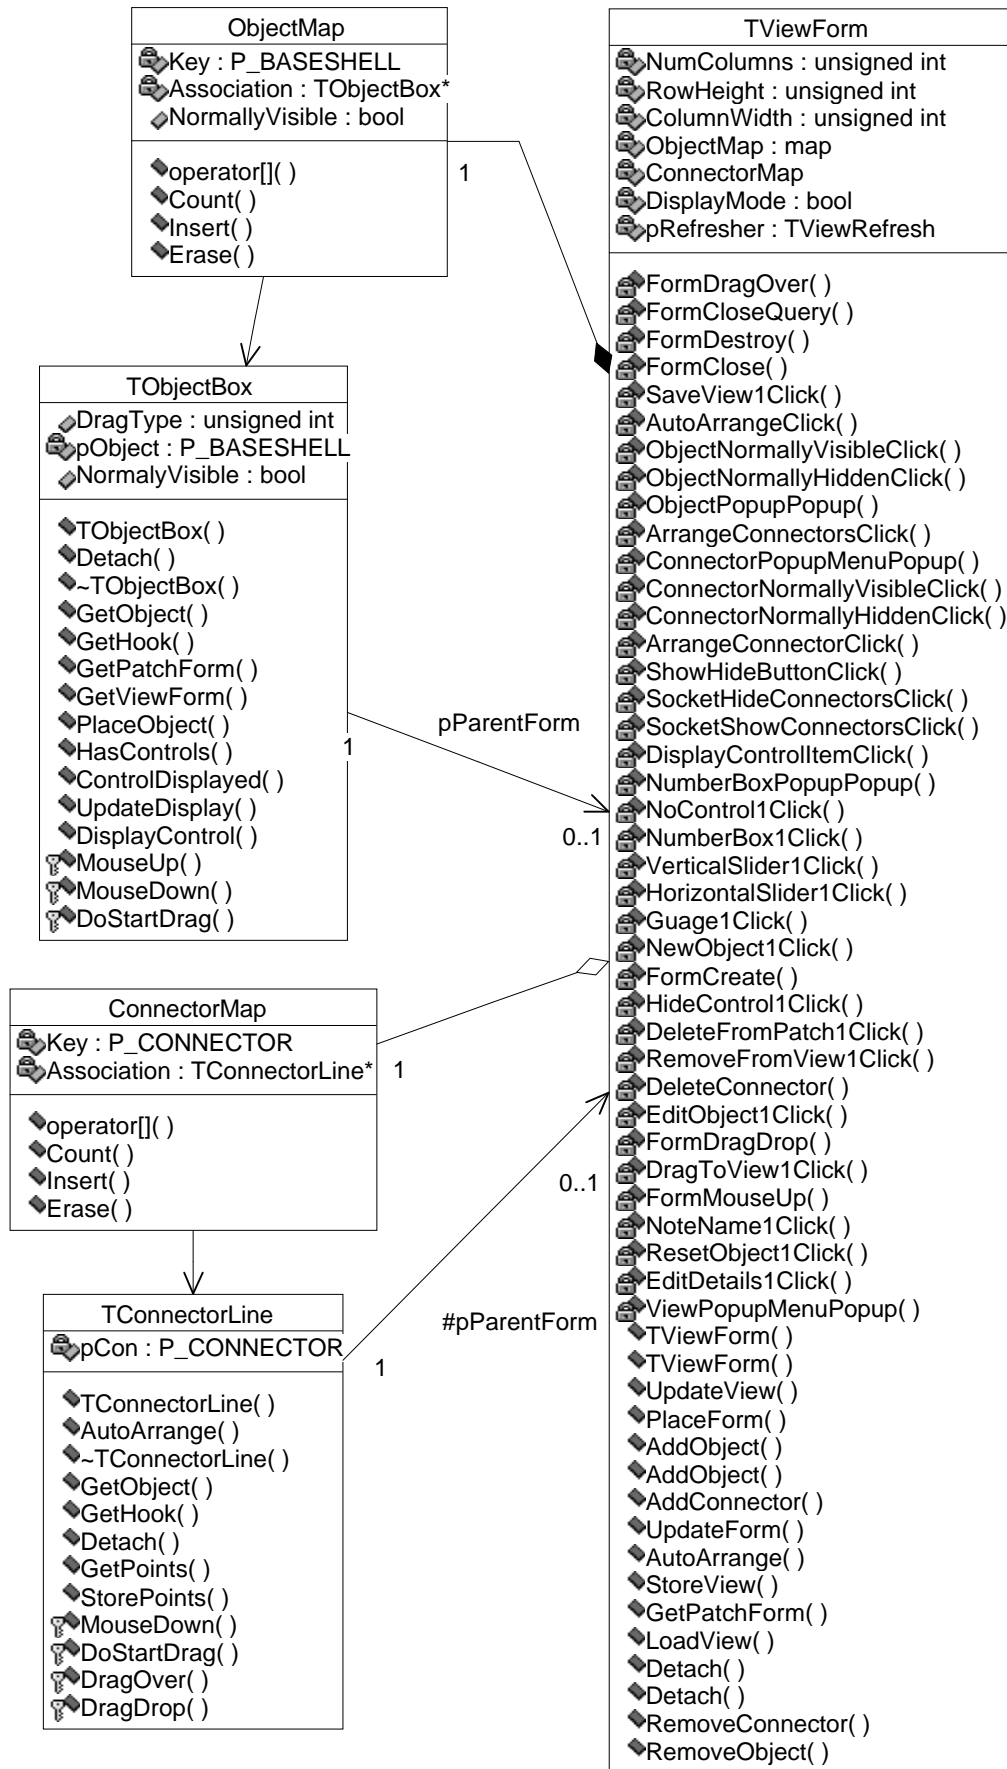 ObjectMap
Key : P_BASESHELL
Association : TObjectBox*
NormallyVisible : bool
operator[]( )
Count( )
Insert( )
Erase( )
1
TObjectBox
DragType : unsigned int
pObject : P_BASESHELL
NormalyVisible : bool
TObjectBox( )
Detach( )
~TObjectBox( )
GetObject( )
GetHook( )
GetPatchForm( )
GetViewForm( )
PlaceObject( )
HasControls( )
ControlDisplayed( )
UpdateDisplay( )
DisplayControl( )
MouseUp( )
MouseDown( )
DoStartDrag( )
1
pParentForm
0..1
ConnectorMap
Key : P_CONNECTOR
Association : TConnectorLine*
operator[]( )
Count( )
Insert( )
Erase( )
1
TConnectorLine
pCon : P_CONNECTOR
TConnectorLine( )
AutoArrange( )
~TConnectorLine( )
GetObject( )
GetHook( )
Detach( )
GetPoints( )
StorePoints( )
MouseDown( )
DoStartDrag( )
DragOver( )
DragDrop( )
1
#pParentForm
0..1
TViewForm
NumColumns : unsigned int
RowHeight : unsigned int
ColumnWidth : unsigned int
ObjectMap : map
ConnectorMap
DisplayMode : bool
pRefresher : TViewRefresh
FormDragOver( )
FormCloseQuery( )
FormDestroy( )
FormClose( )
SaveView1Click( )
AutoArrangeClick( )
ObjectNormallyVisibleClick( )
ObjectNormallyHiddenClick( )
ObjectPopupPopup( )
ArrangeConnectorsClick( )
ConnectorPopupMenuPopup( )
ConnectorNormallyVisibleClick( )
ConnectorNormallyHiddenClick( )
ArrangeConnectorClick( )
ShowHideButtonClick( )
SocketHideConnectorsClick( )
SocketShowConnectorsClick( )
DisplayControlItemClick( )
NumberBoxPopupPopup( )
NoControl1Click( )
NumberBox1Click( )
VerticalSlider1Click( )
HorizontalSlider1Click( )
Guage1Click( )
NewObject1Click( )
FormCreate( )
HideControl1Click( )
DeleteFromPatch1Click( )
RemoveFromView1Click( )
DeleteConnector( )
EditObject1Click( )
FormDragDrop( )
DragToView1Click( )
FormMouseUp( )
NoteName1Click( )
ResetObject1Click( )
EditDetails1Click( )
ViewPopupMenuPopup( )
TViewForm( )
TViewForm( )
UpdateView( )
PlaceForm( )
AddObject( )
AddObject( )
AddConnector( )
UpdateForm( )
AutoArrange( )
StoreView( )
GetPatchForm( )
LoadView( )
Detach( )
Detach( )
RemoveConnector( )
RemoveObject( )